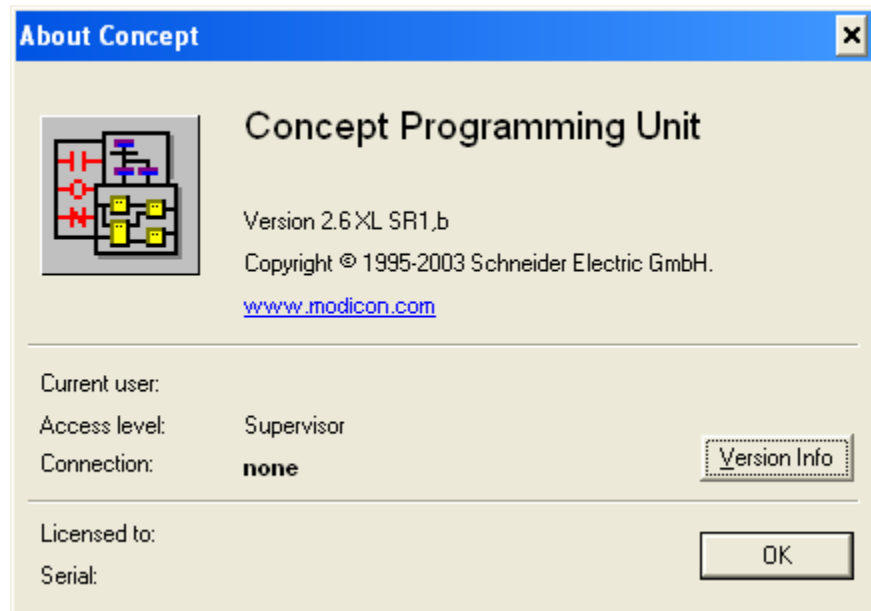 About Concept
Concept Programming Unit
Version 2.6 XL SR1,b
Copyright © 1995-2003 Schneider Electric GmbH.
www.modicon.com
Current user:
Access level: Supervisor
Connection: none
Version Info
Licensed to:
Serial:
OK